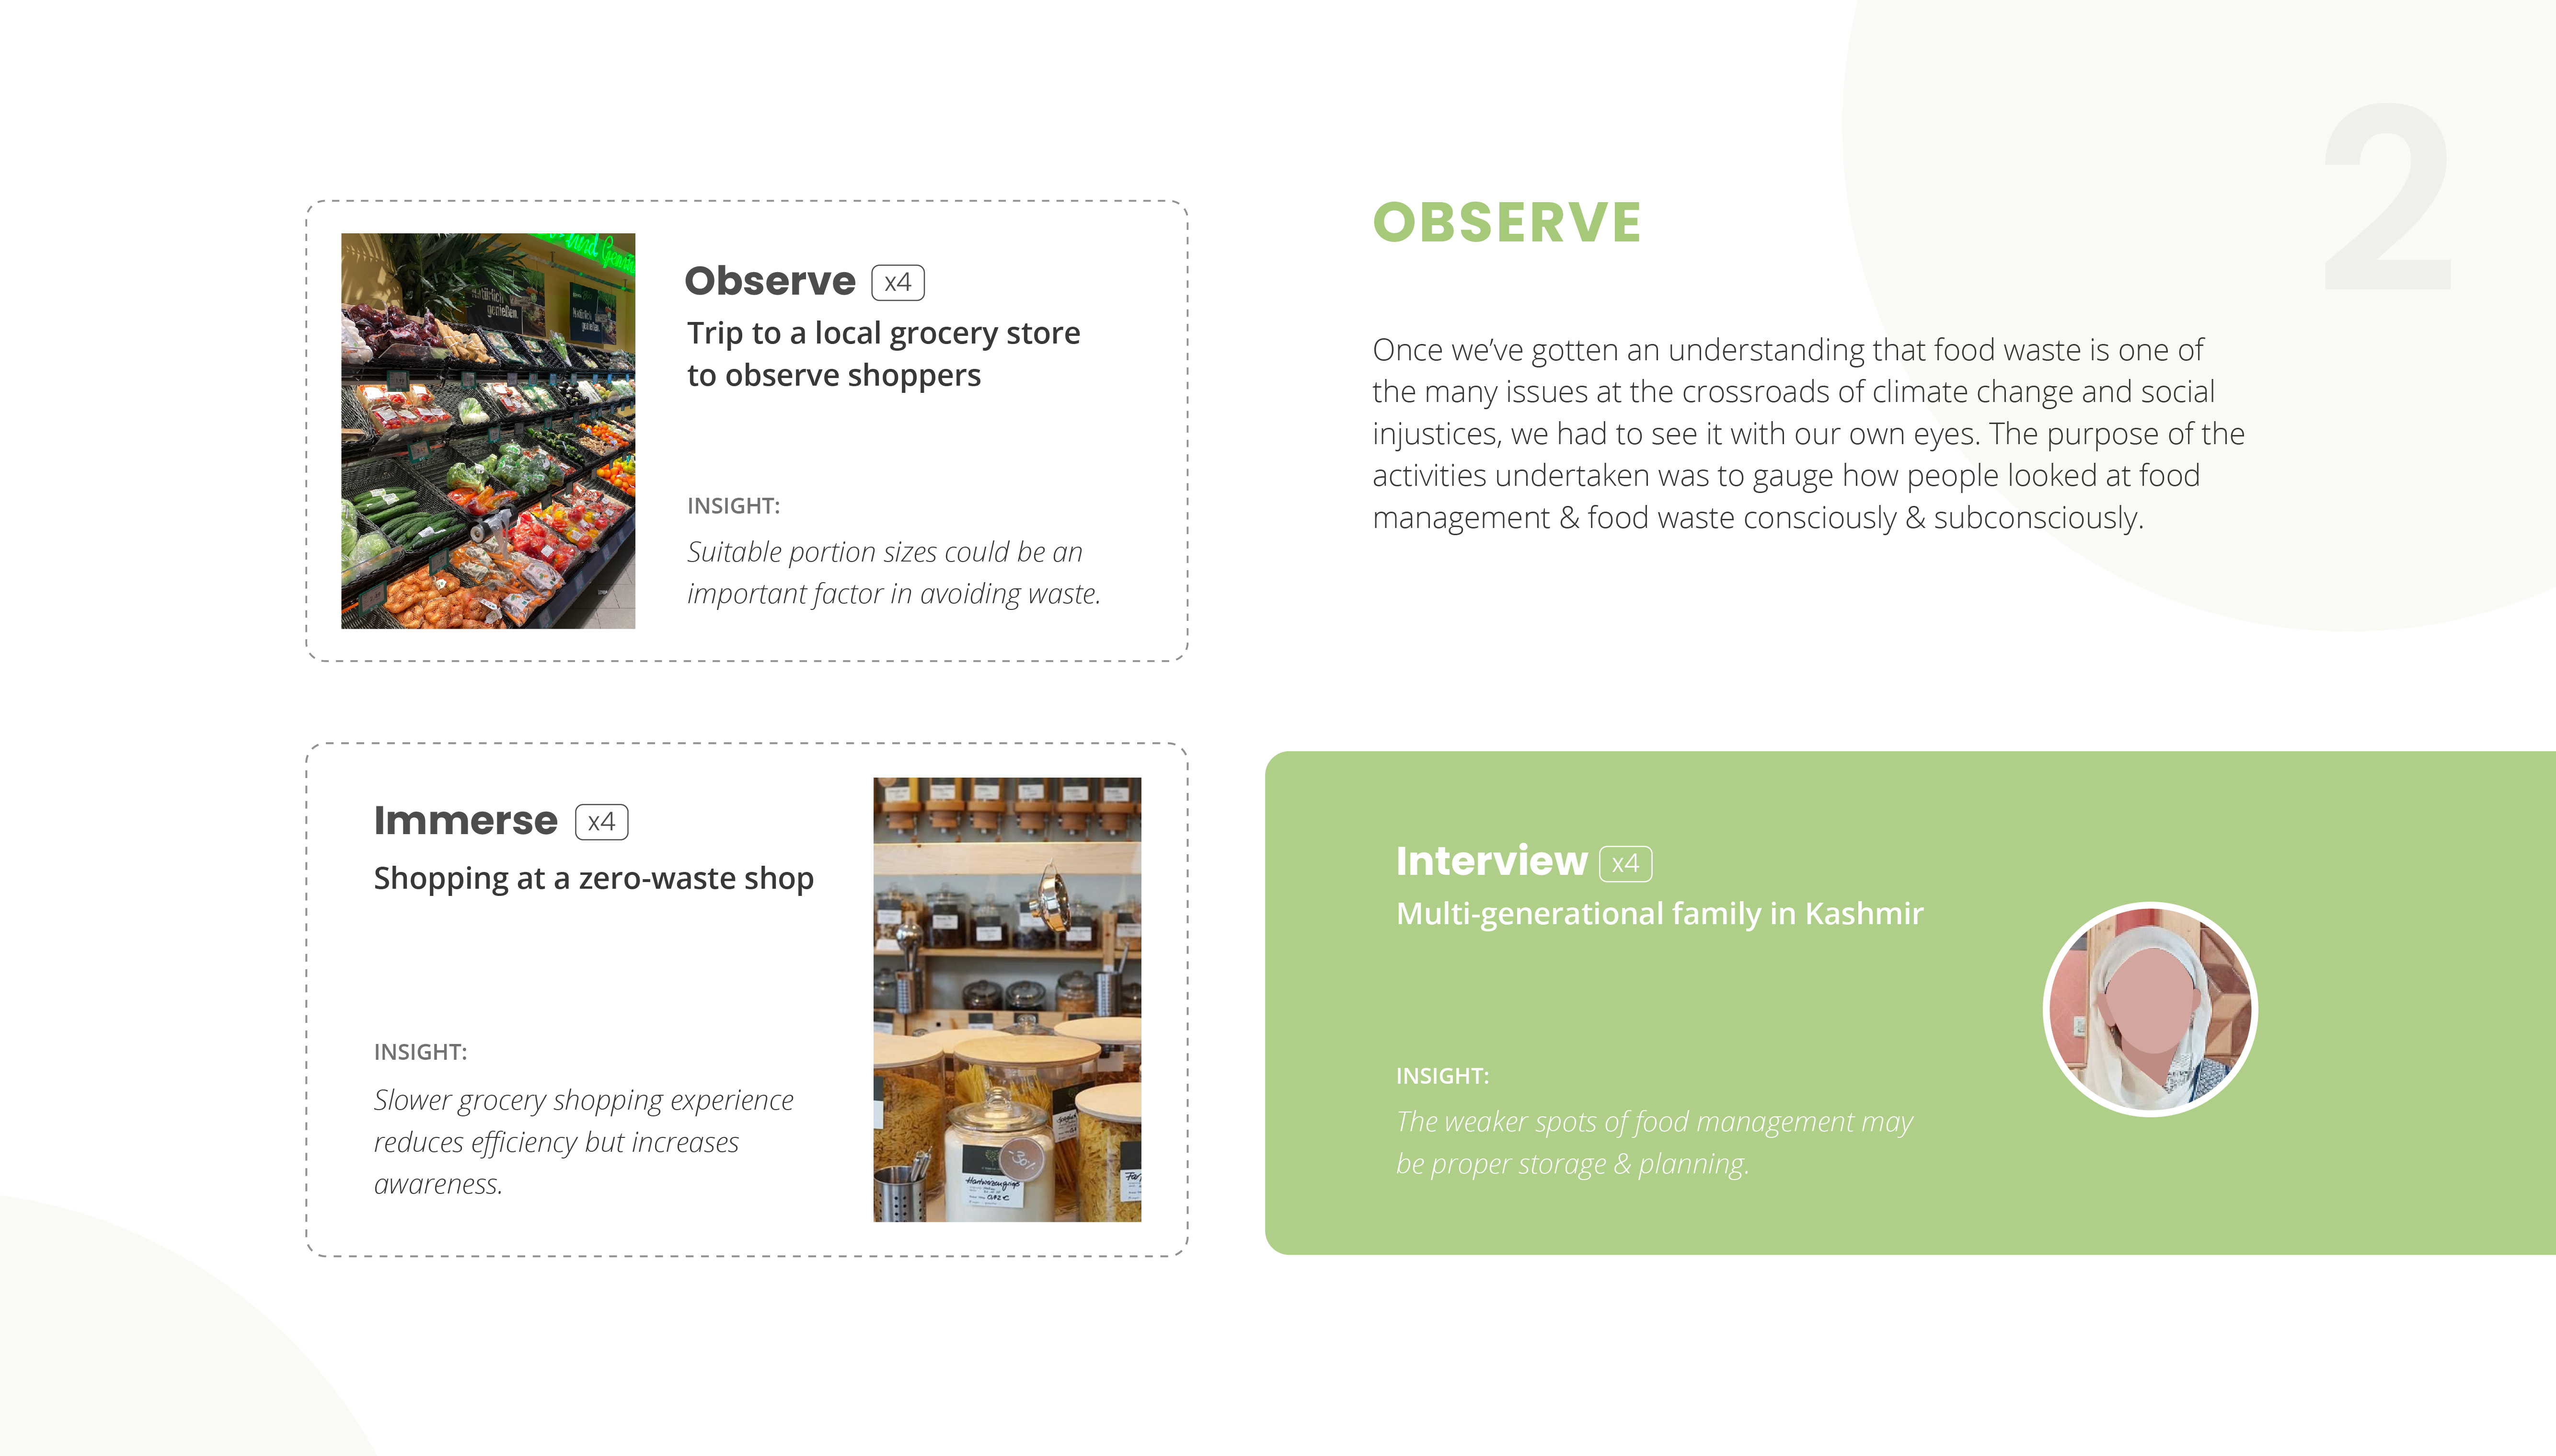 2
OBSERVE
Once we’ve gotten an understanding that food waste is one of
the many issues at the crossroads of climate change and social
injustices, we had to see it with our own eyes. The purpose of the
activities undertaken was to gauge how people looked at food
management & food waste consciously & subconsciously.
Natürlich
genießen
Observe x4
Trip to a local grocery store
to observe shoppers
INSIGHT:
Suitable portion sizes could be an
important factor in avoiding waste.
Immerse x4
Shopping at a zero-waste shop
INSIGHT:
Slower grocery shopping experience
reduces efficiency but increases
awareness.
-30%
Interview x4
Multi-generational family in Kashmir
INSIGHT:
The weaker spots of food management may
be proper storage & planning.